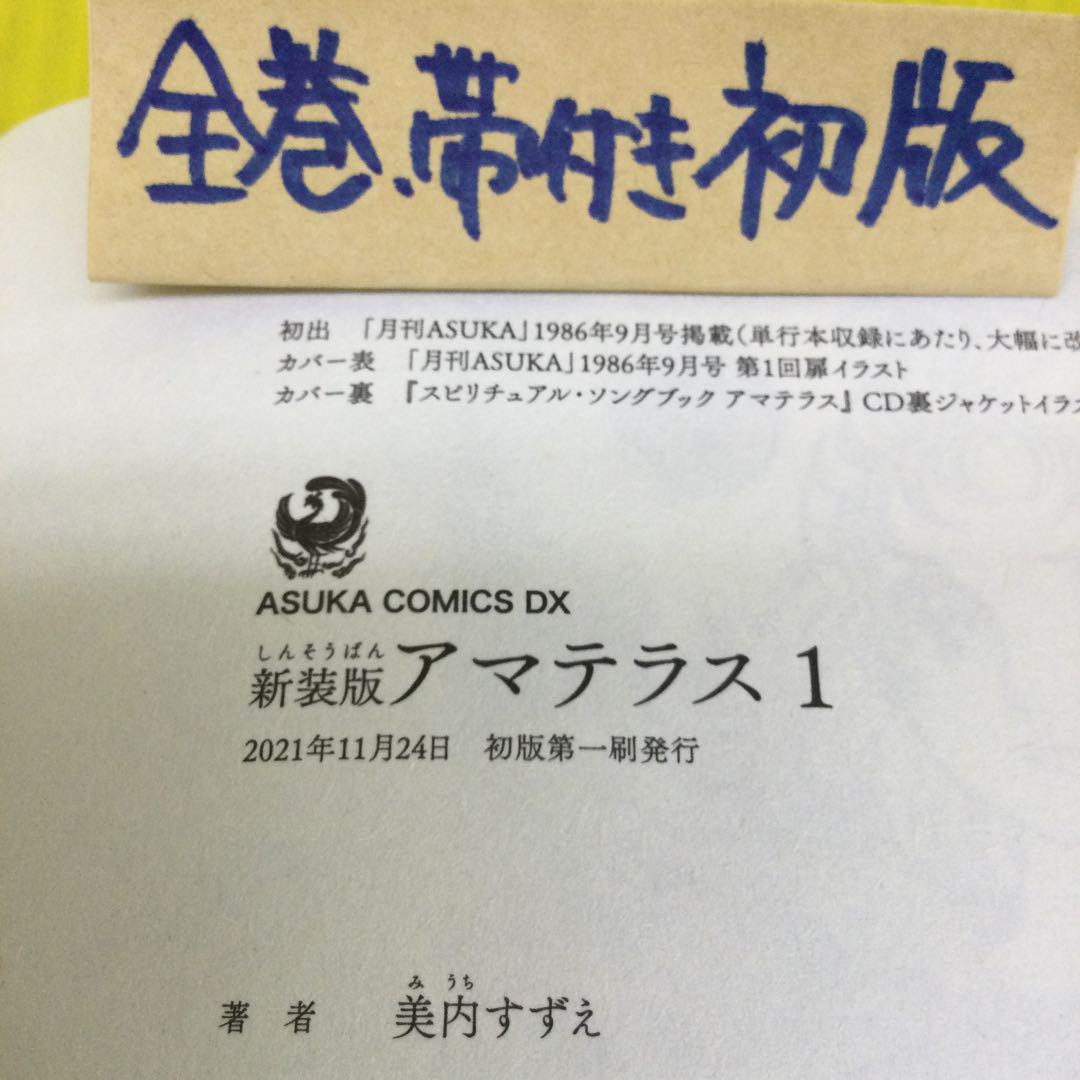 全巻、帯付き初版
初出 「月刊ASUKA」1986年9月号掲載(単行本収録にあたり、大幅に改
カバー表 「月刊ASUKA」1986年9月号 第1回扉イラスト
カバー裏 『スピリチュアル・ソングブック アマテラス』CD裏ジャケットイラス
ASUKA COMICS DX
しんそうばん
新装版アマテラス 1
2021年11月24日 初版第一刷発行
み うち
著者 美内すずえ